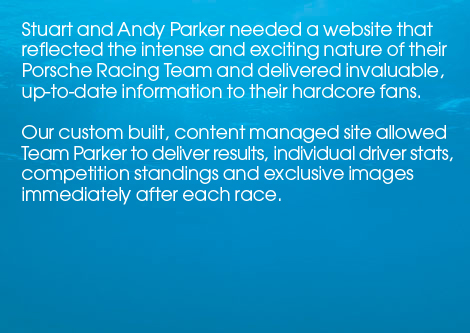 Stuart and Andy Parker needed a website that
reflected the intense and exciting nature of their
Porsche Racing Team and delivered invaluable,
up-to-date information to their hardcore fans.
Our custom built, content managed site allowed
Team Parker to deliver results, individual driver stats,
competition standings and exclusive images
immediately after each race.